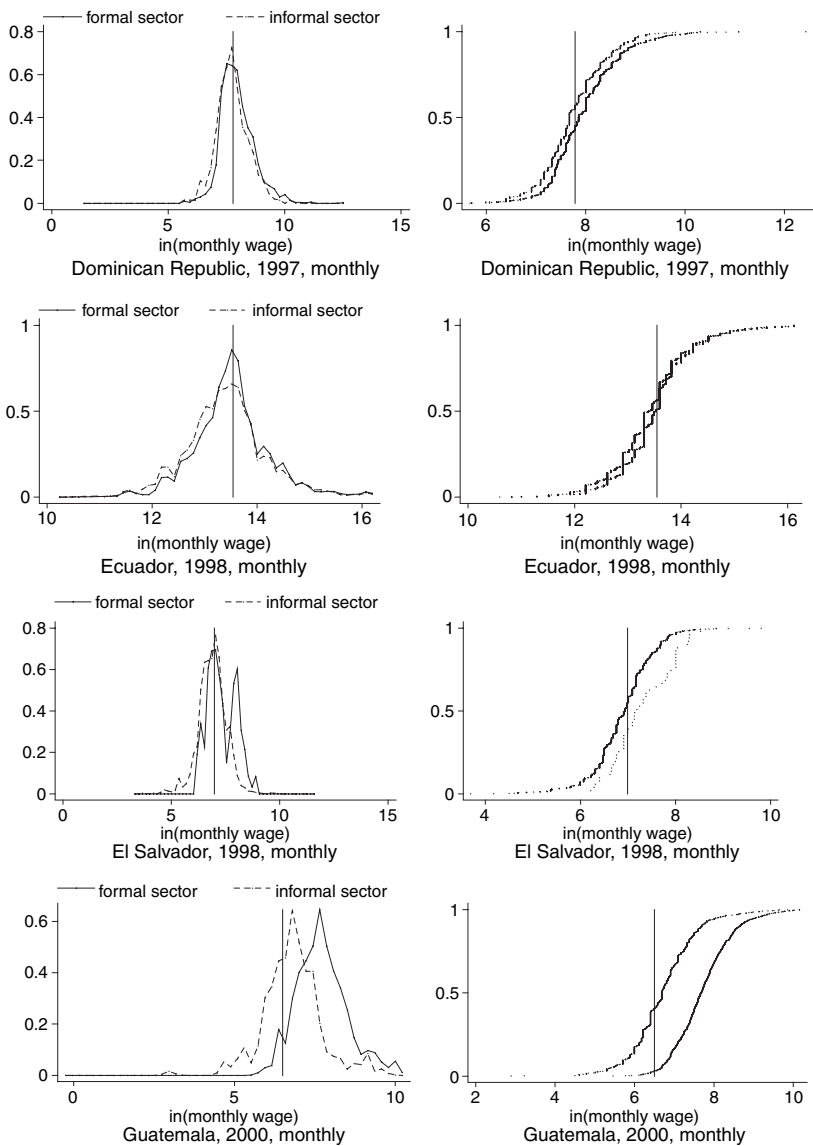 formal sector informal sector
0.8
0.6
0.4
0.2
0
0 5 10 15
in(monthly wage)
Dominican Republic, 1997, monthly
1
0.5
0
6 8 10 12
in(monthly wage)
Dominican Republic, 1997, monthly
formal sector informal sector
1
0.5
0
10 12 14 16
in(monthly wage)
Ecuador, 1998, monthly
1
0.5
0
10 12 14 16
in(monthly wage)
Ecuador, 1998, monthly
formal sector informal sector
0.8
0.6
0.4
0.2
0
0 5 10 15
in(monthly wage)
El Salvador, 1998, monthly
1
0.5
0
4 6 8 10
in(monthly wage)
El Salvador, 1998, monthly
formal sector informal sector
0.6
0.4
0.2
0
0 5 10
in(monthly wage)
Guatemala, 2000, monthly
1
0.5
0
2 4 6 8 10
in(monthly wage)
Guatemala, 2000, monthly